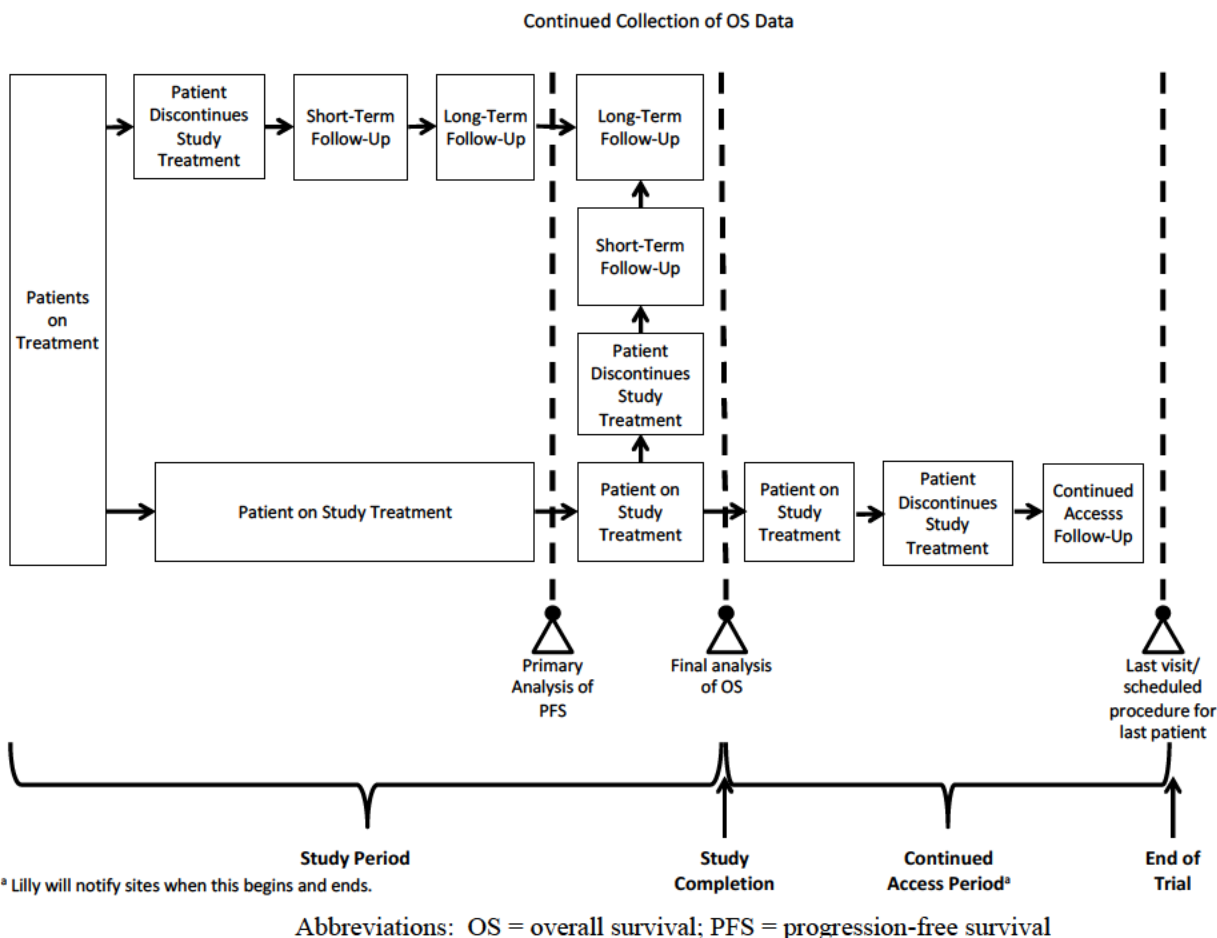 Continued Collection of OS Data
Patients
on
Treatment
Patient
Discontinues
Study
Treatment
Short-Term
Follow-Up
Long-Term
Follow-Up
Long-Term
Follow-Up
Short-Term
Follow-Up
Patient
Discontinues
Study
Treatment
Patient on Study Treatment
Patient on
Study
Treatment
Patient on
Study
Treatment
Patient
Discontinues
Study
Treatment
Continued
Accesss
Follow-Up
Primary
Analysis of
PFS
Final analysis
of OS
Last visit/
scheduled
procedure for
last patient
Study Period
Study
Completion
Continued
Access Periodᵃ
End of
Trial
ᵃ Lilly will notify sites when this begins and ends.
Abbreviations: OS = overall survival; PFS = progression-free survival